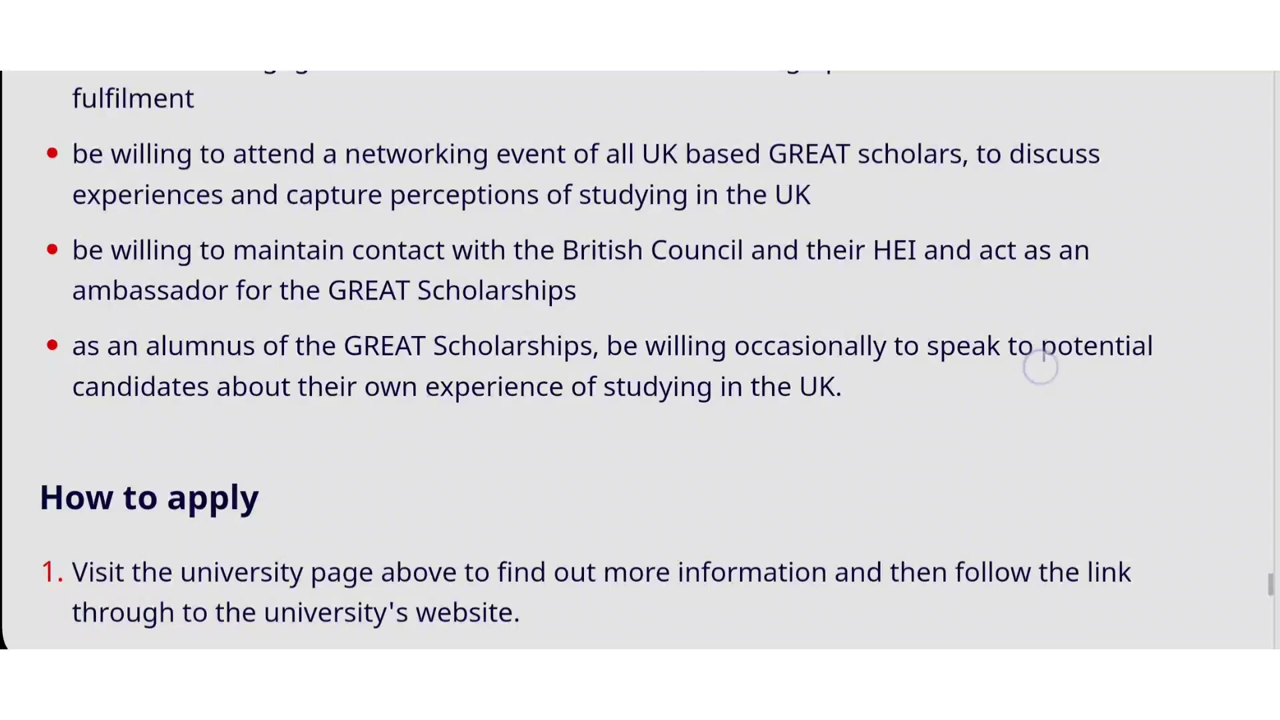 fulfilment
• be willing to attend a networking event of all UK based GREAT scholars, to discuss
experiences and capture perceptions of studying in the UK
• be willing to maintain contact with the British Council and their HEI and act as an
ambassador for the GREAT Scholarships
• as an alumnus of the GREAT Scholarships, be willing occasionally to speak to potential
candidates about their own experience of studying in the UK.
How to apply
1. Visit the university page above to find out more information and then follow the link
through to the university's website.